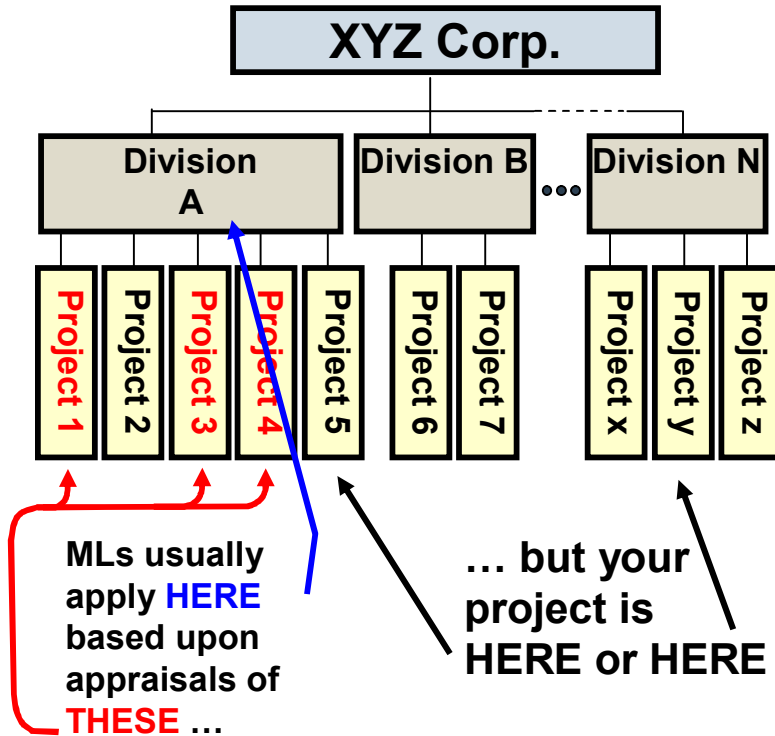 XYZ Corp.
Division
A
Division B
Division N
Project 1
Project 2
Project 3
Project 4
Project 5
Project 6
Project 7
Project x
Project y
Project z
MLs usually
apply HERE
based upon
appraisals of
THESE ...
... but your
project is
HERE or HERE